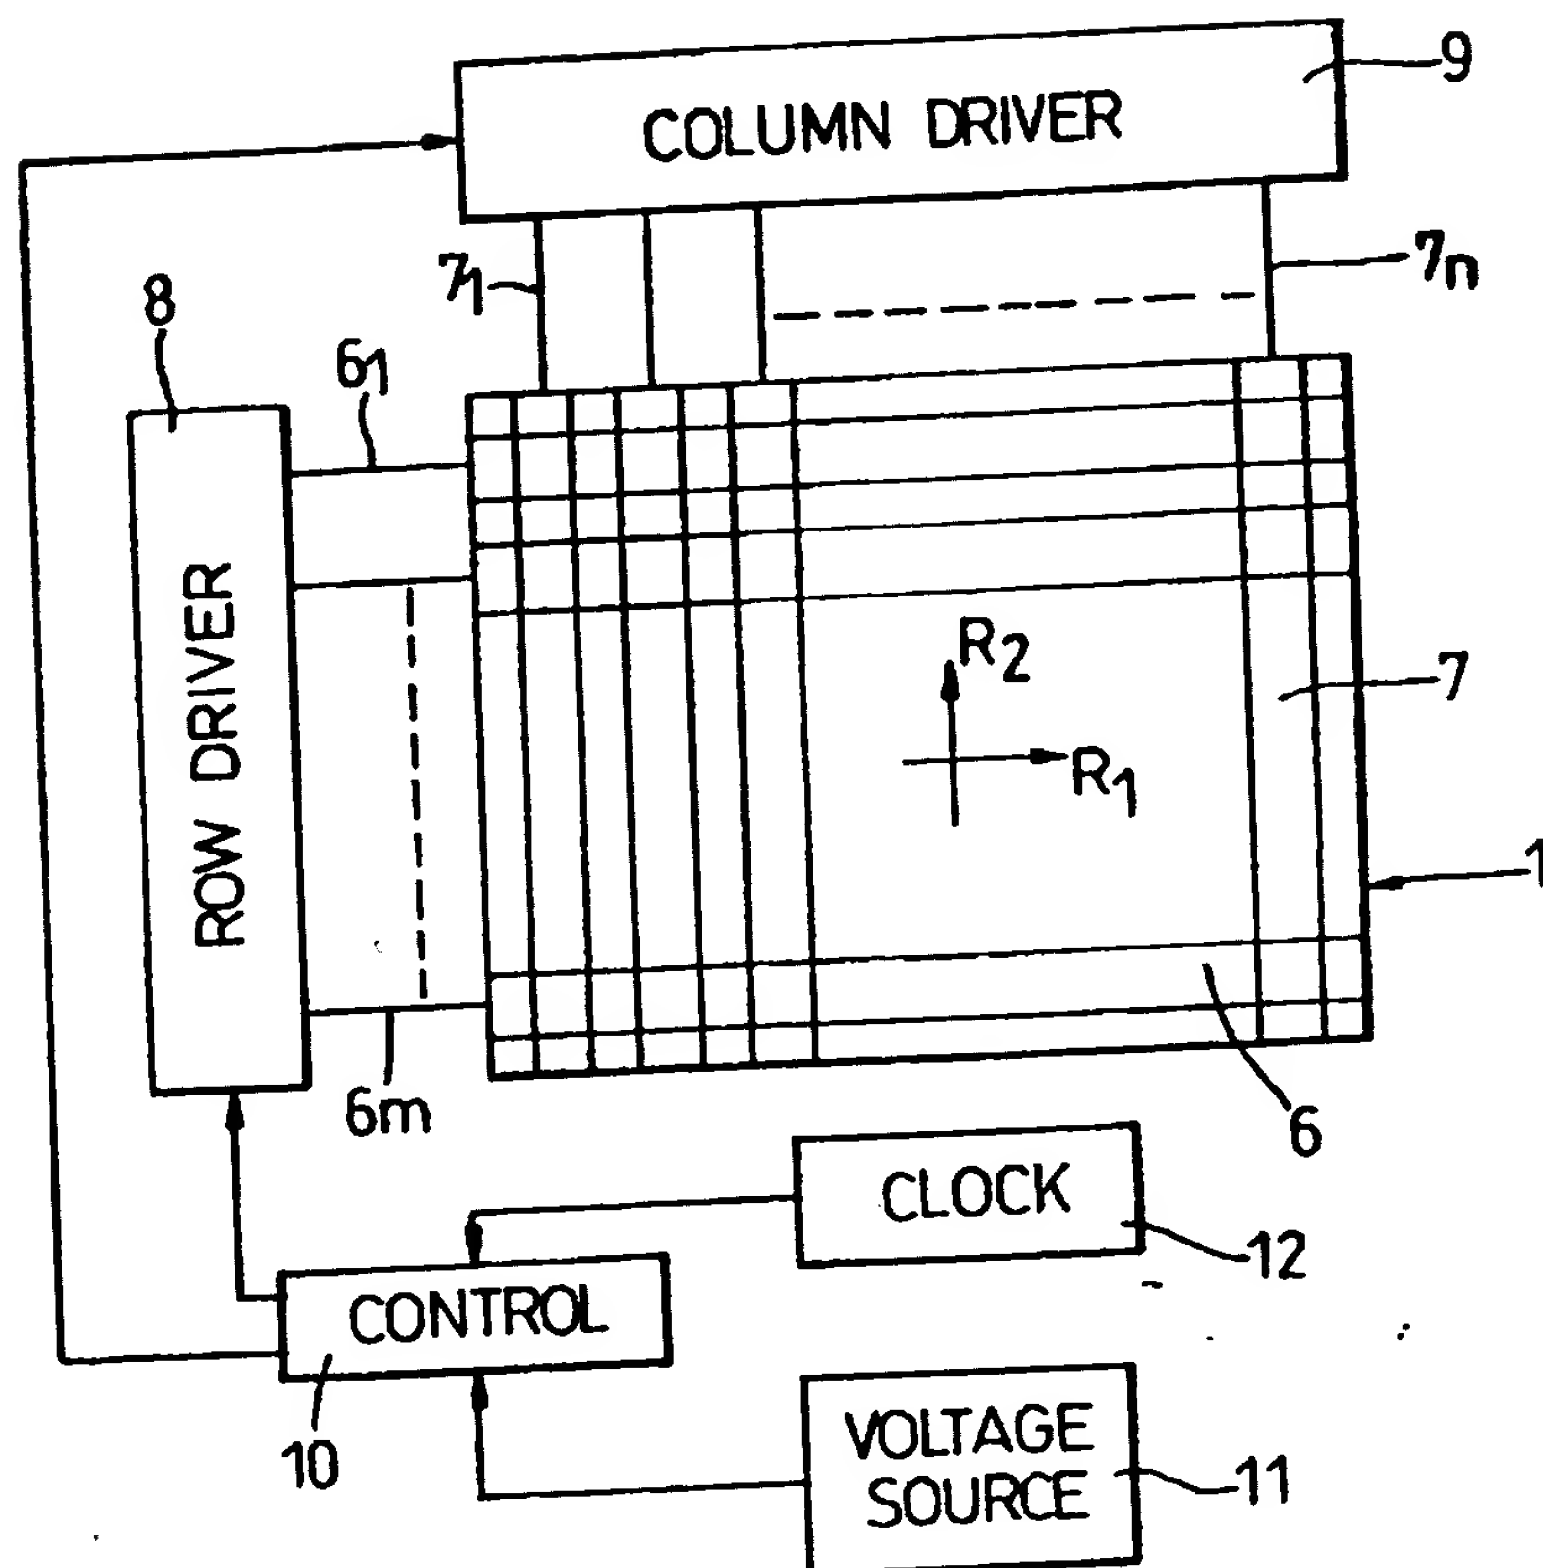 COLUMN DRIVER
9
7₁
7n
8
6₁
ROW DRIVER
R₂
R₁
7
1
6m
6
CLOCK
12
CONTROL
10
VOLTAGE
SOURCE
11